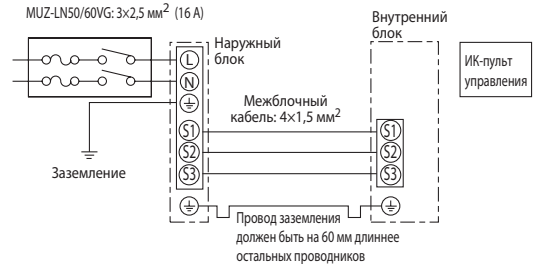 MUZ-LN50/60VG: 3×2,5 мм² (16 А)
Наружный
блок
Внутренний
блок
ИК-пульт
управления
L
N
Межблочный
кабель: 4×1,5 мм²
S1
S2
S3
S1
S2
S3
Заземление
Провод заземления
должен быть на 60 мм длиннее
остальных проводников